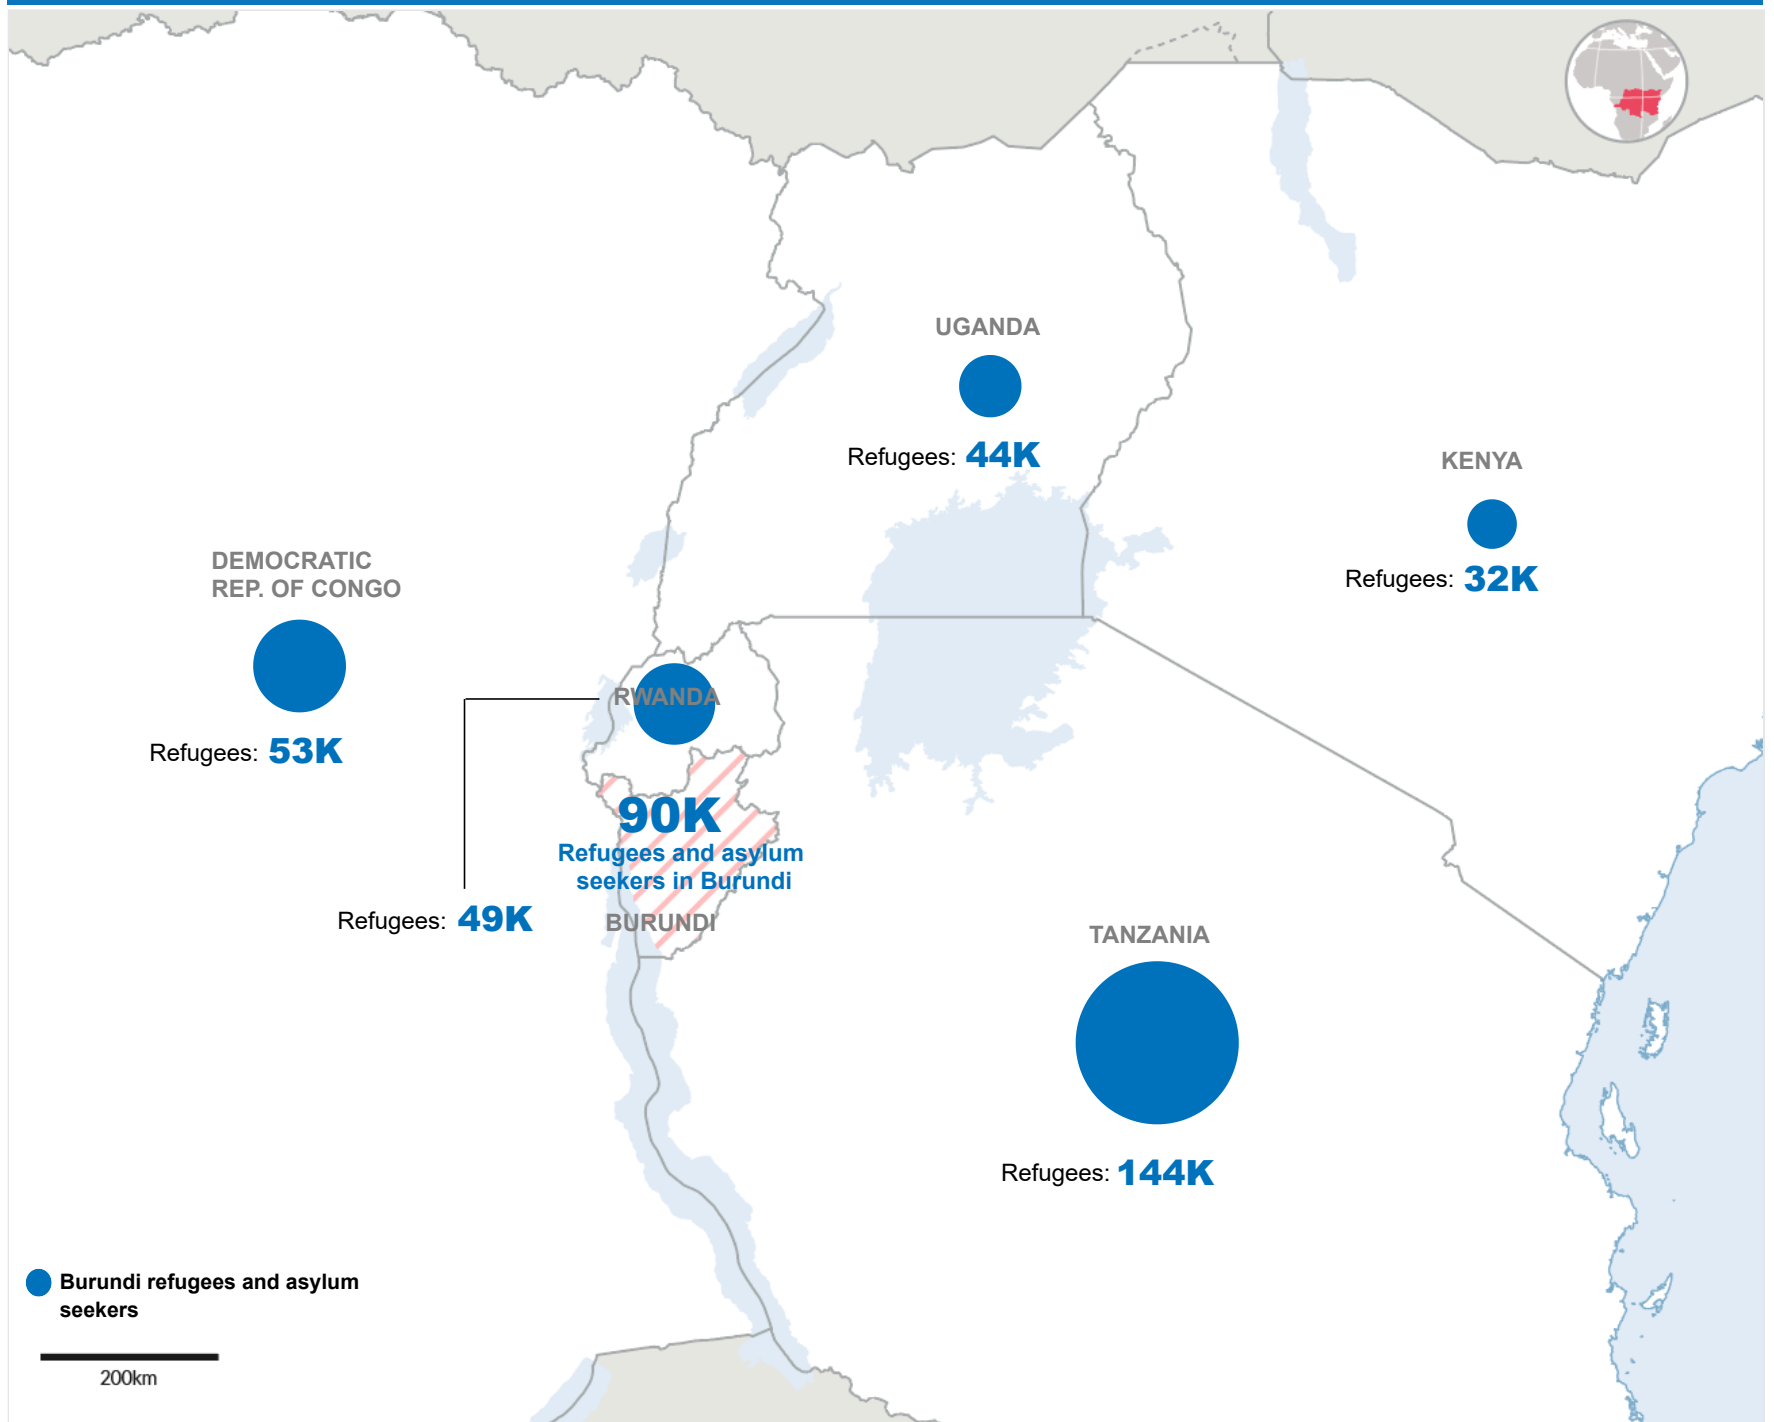 UGANDA
Refugees: 44K
KENYA
Refugees: 32K
DEMOCRATIC
REP. OF CONGO
Refugees: 53K
RWANDA
Refugees: 49K
90K
Refugees and asylum
seekers in Burundi
BURUNDI
TANZANIA
Refugees: 144K
Burundi refugees and asylum
seekers
200km